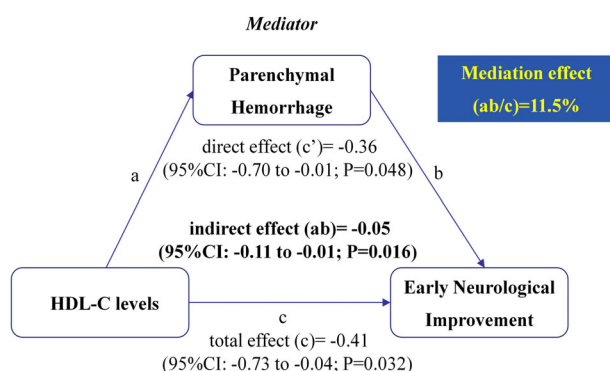 Mediator
Parenchymal
Hemorrhage
Mediation effect
(ab/c)=11.5%
direct effect (c’)= -0.36
(95%CI: -0.70 to -0.01; P=0.048)
a
b
indirect effect (ab)= -0.05
(95%CI: -0.11 to -0.01; P=0.016)
HDL-C levels
Early Neurological
Improvement
c
total effect (c)= -0.41
(95%CI: -0.73 to -0.04; P=0.032)